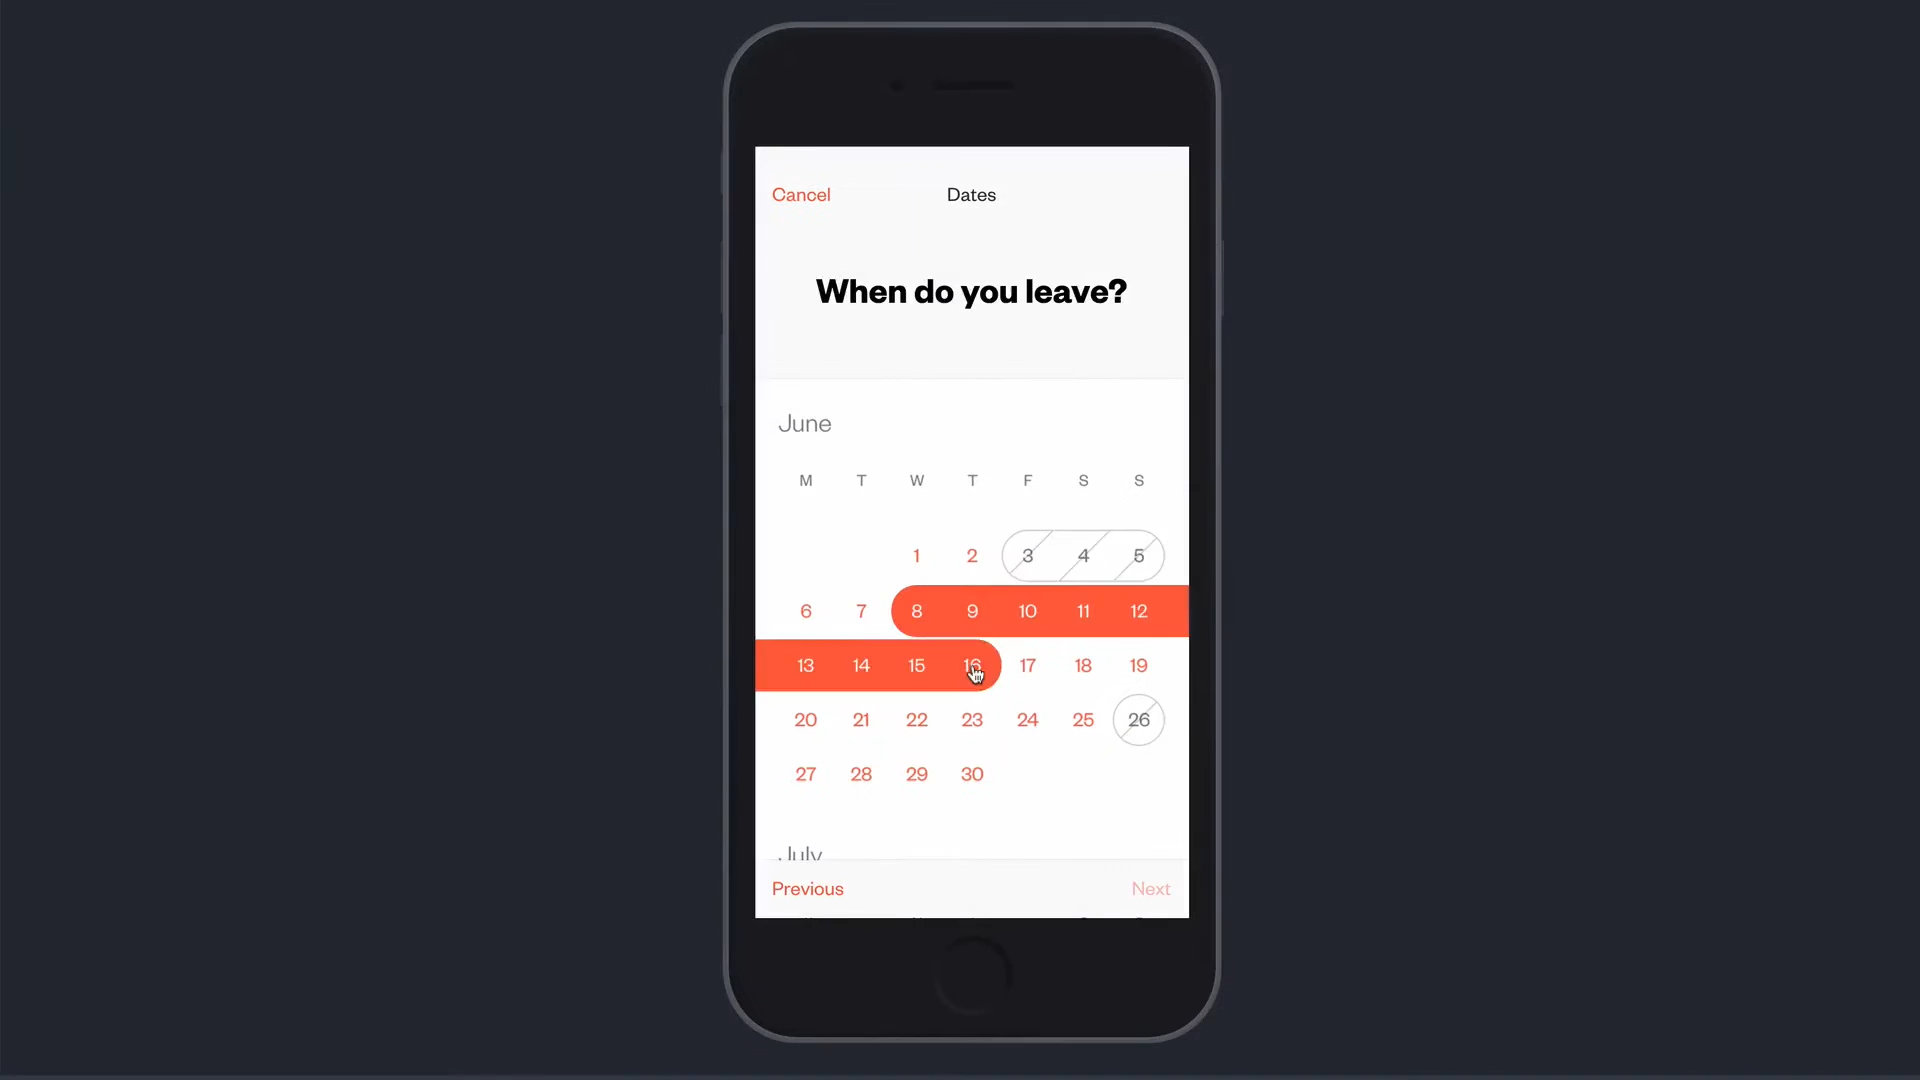 Cancel Dates
When do you leave?
June
M T W T F S S
1 2 3 4 5
6 7 8 9 10 11 12
13 14 15 16 17 18 19
20 21 22 23 24 25 26
27 28 29 30
July
Previous Next